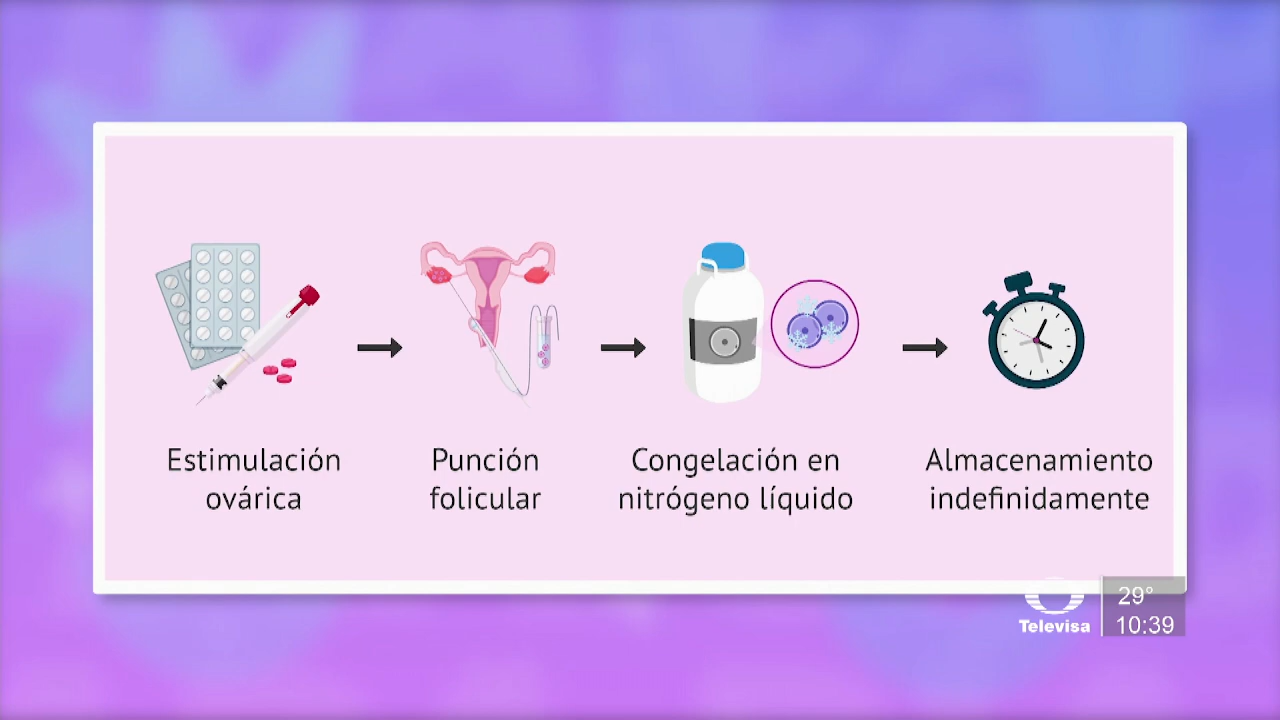 Estimulación
ovárica
Punción
folicular
Congelación en
nitrógeno líquido
Almacenamiento
indefinidamente
Televisa
29°
10:39